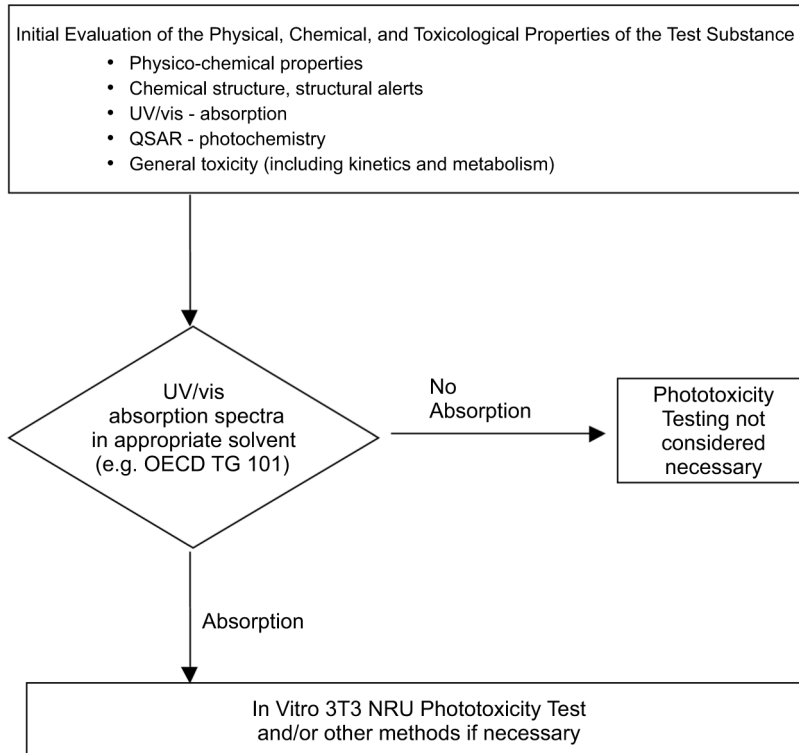 Initial Evaluation of the Physical, Chemical, and Toxicological Properties of the Test Substance
• Physico-chemical properties
• Chemical structure, structural alerts
• UV/vis - absorption
• QSAR - photochemistry
• General toxicity (including kinetics and metabolism)
UV/vis
absorption spectra
in appropriate solvent
(e.g. OECD TG 101)
No
Absorption
Phototoxicity
Testing not
considered
necessary
Absorption
In Vitro 3T3 NRU Phototoxicity Test
and/or other methods if necessary